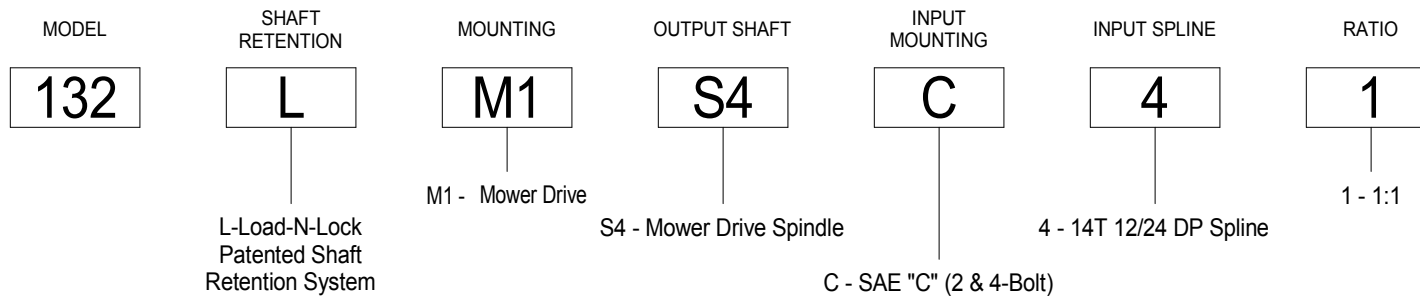 MODEL
SHAFT
RETENTION
MOUNTING
OUTPUT SHAFT
INPUT
MOUNTING
INPUT SPLINE
RATIO
132
L
M1
S4
C
4
1
L-Load-N-Lock
Patented Shaft
Retention System
M1 - Mower Drive
S4 - Mower Drive Spindle
C - SAE "C" (2 & 4-Bolt)
4 - 14T 12/24 DP Spline
1 - 1:1